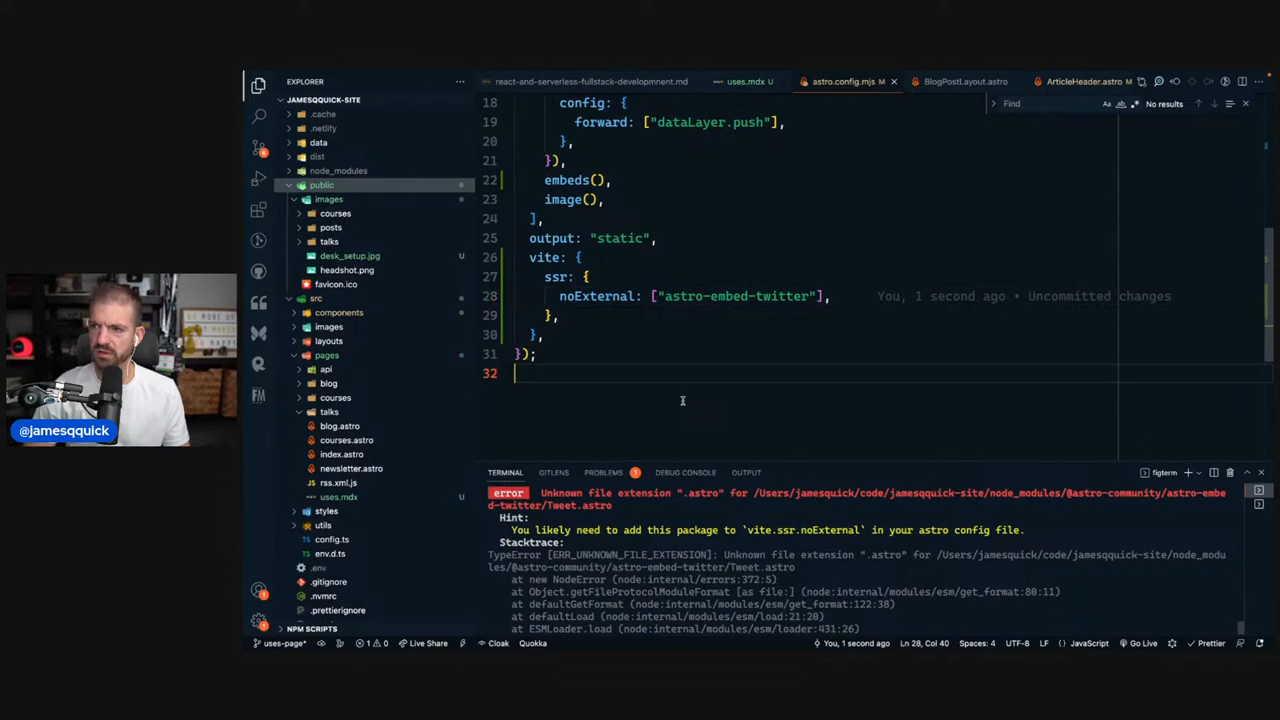 EXPLORER
JAMESQQUICK-SITE
.cache
.netlify
data
dist
node_modules
public
images
courses
posts
talks
desk_setup.jpg U
headshot.png
favicon.ico
src
components
images
layouts
pages
api
blog
courses
talks
blog.astro
courses.astro
index.astro
newsletter.astro
rss.xml.js
uses.mdx U
styles
utils
config.ts
env.d.ts
.env
.gitignore
.nvmrc
.prettierignore
NPM SCRIPTS
react-and-serverless-fullstack-developmnent.md uses.mdx U astro.config.mjs M BlogPostLayout.astro ArticleHeader.astro M
Find Aa ab No results
18 config: {
19 forward: ["dataLayer.push"],
20 },
21 }),
22 embeds(),
23 image(),
24 ],
25 output: "static",
26 vite: {
27 ssr: {
28 noExternal: ["astro-embed-twitter"], You, 1 second ago • Uncommitted changes
29 },
30 },
31 });
32
TERMINAL GITLENS PROBLEMS 1 DEBUG CONSOLE OUTPUT figterm
error Unknown file extension ".astro" for /Users/jamesquick/code/jamesqquick-site/node_modules/@astro-community/astro-embe
d-twitter/Tweet.astro
Hint:
You likely need to add this package to `vite.ssr.noExternal` in your astro config file.
Stacktrace:
TypeError [ERR_UNKNOWN_FILE_EXTENSION]: Unknown file extension ".astro" for /Users/jamesquick/code/jamesqquick-site/node_modu
les/@astro-community/astro-embed-twitter/Tweet.astro
at new NodeError (node:internal/errors:372:5)
at Object.getFileProtocolModuleFormat [as file:] (node:internal/modules/esm/get_format:80:11)
at defaultGetFormat (node:internal/modules/esm/get_format:122:38)
at defaultLoad (node:internal/modules/esm/load:21:20)
at ESMLoader.load (node:internal/modules/esm/loader:431:26)
uses-page* 1 0 Live Share Cloak Quokka You, 1 second ago Ln 28, Col 40 Spaces: 4 UTF-8 LF {} JavaScript Go Live Prettier
@jamesqquick